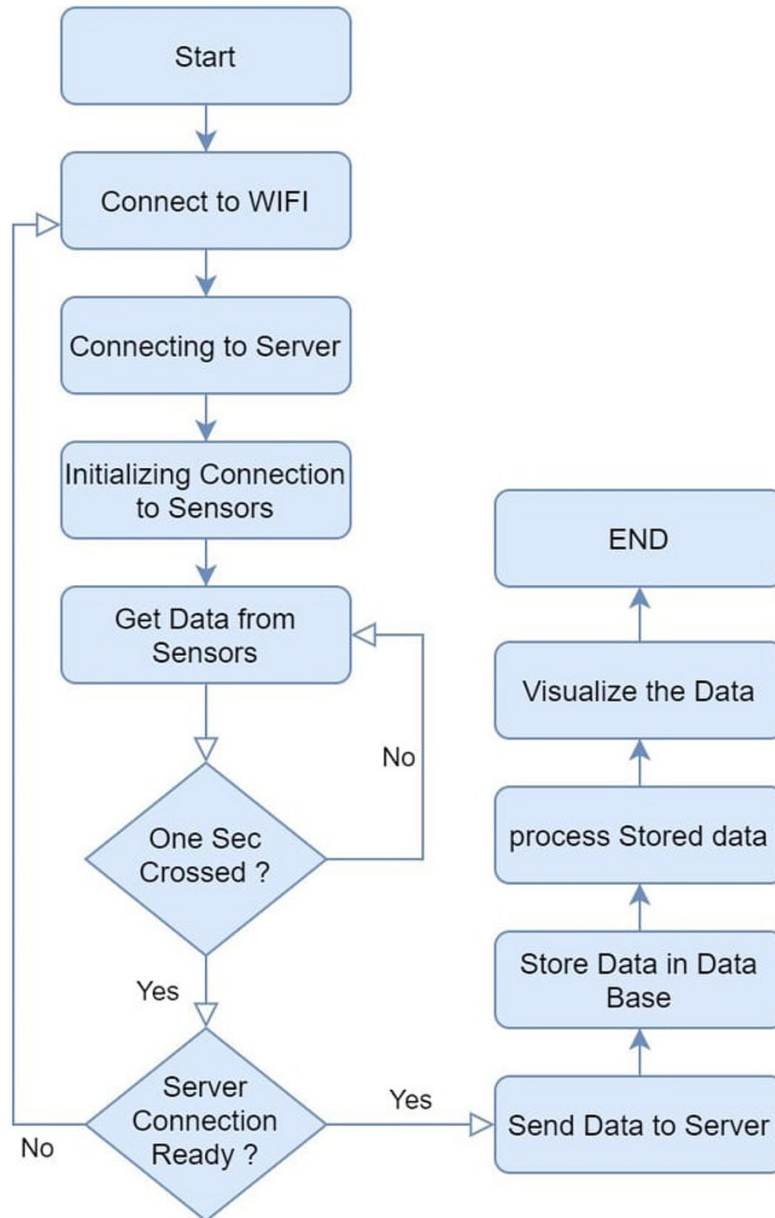 Start
Connect to WIFI
Connecting to Server
Initializing Connection
to Sensors
Get Data from
Sensors
No
One Sec
Crossed ?
Yes
Server
Connection
Ready ?
No
Yes
Send Data to Server
Store Data in Data
Base
process Stored data
Visualize the Data
END